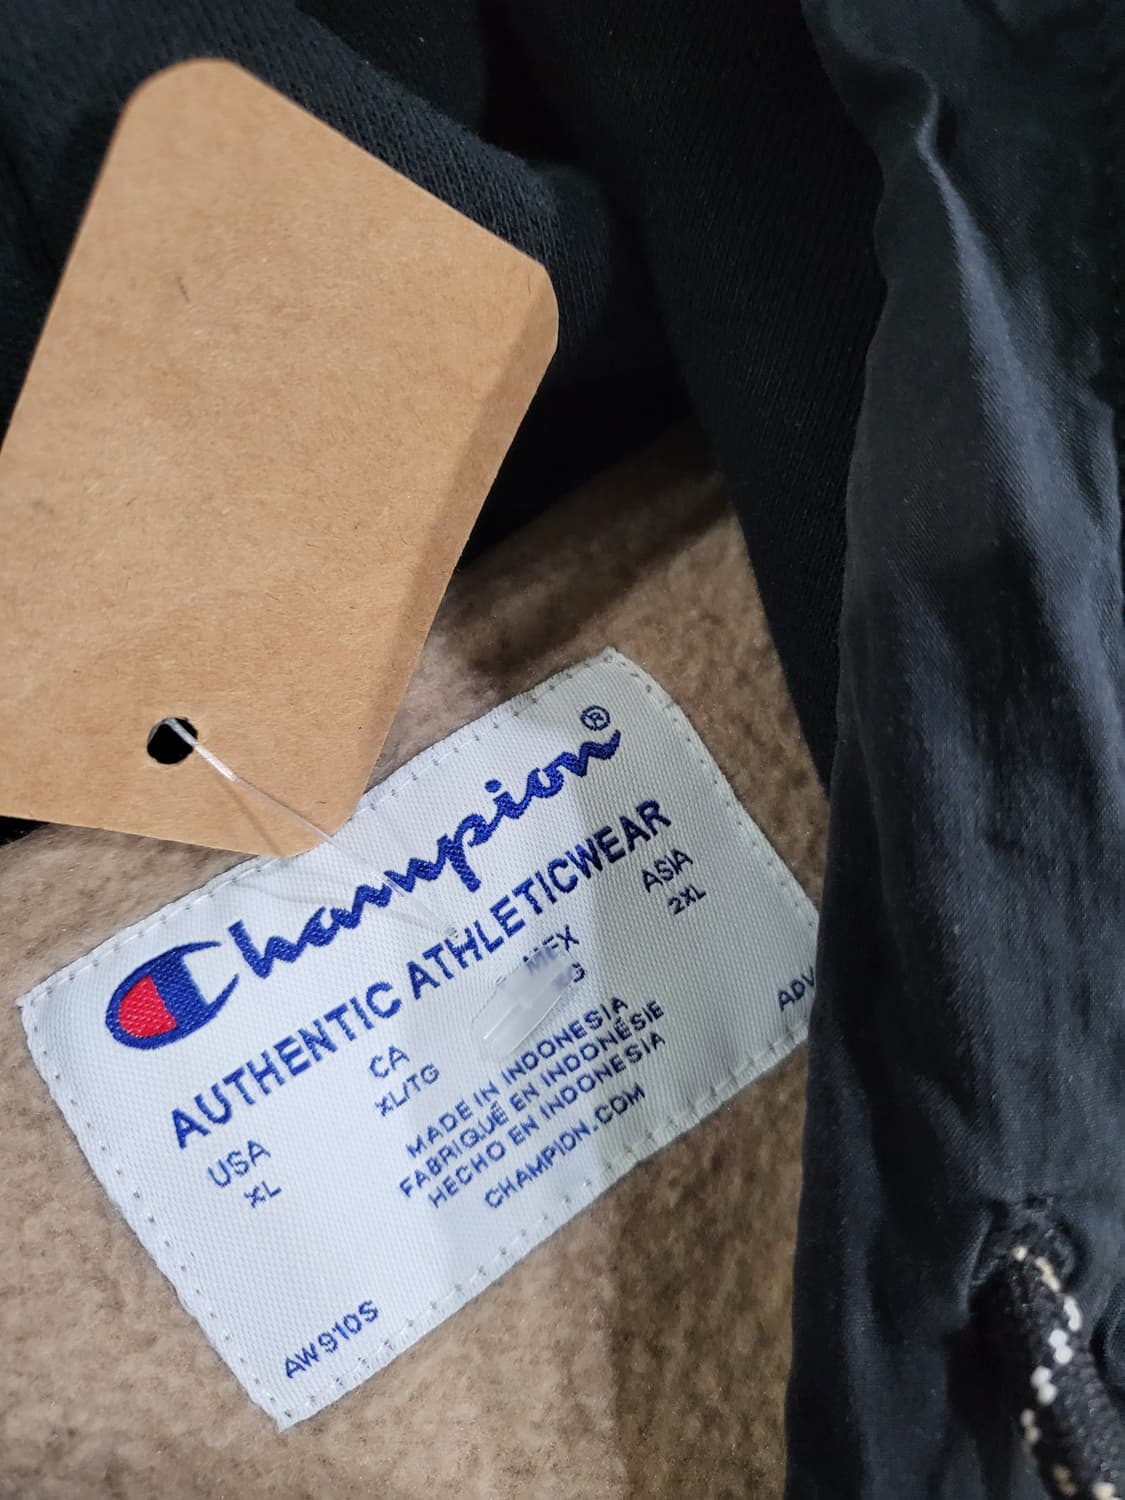 Champion®
AUTHENTIC ATHLETICWEAR
USA CA MEX ASIA
XL XL/TG 2XL
MADE IN INDONESIA
FABRIQUÉ EN INDONÉSIE
HECHO EN INDONESIA
CHAMPION.COM
AW910S ADV